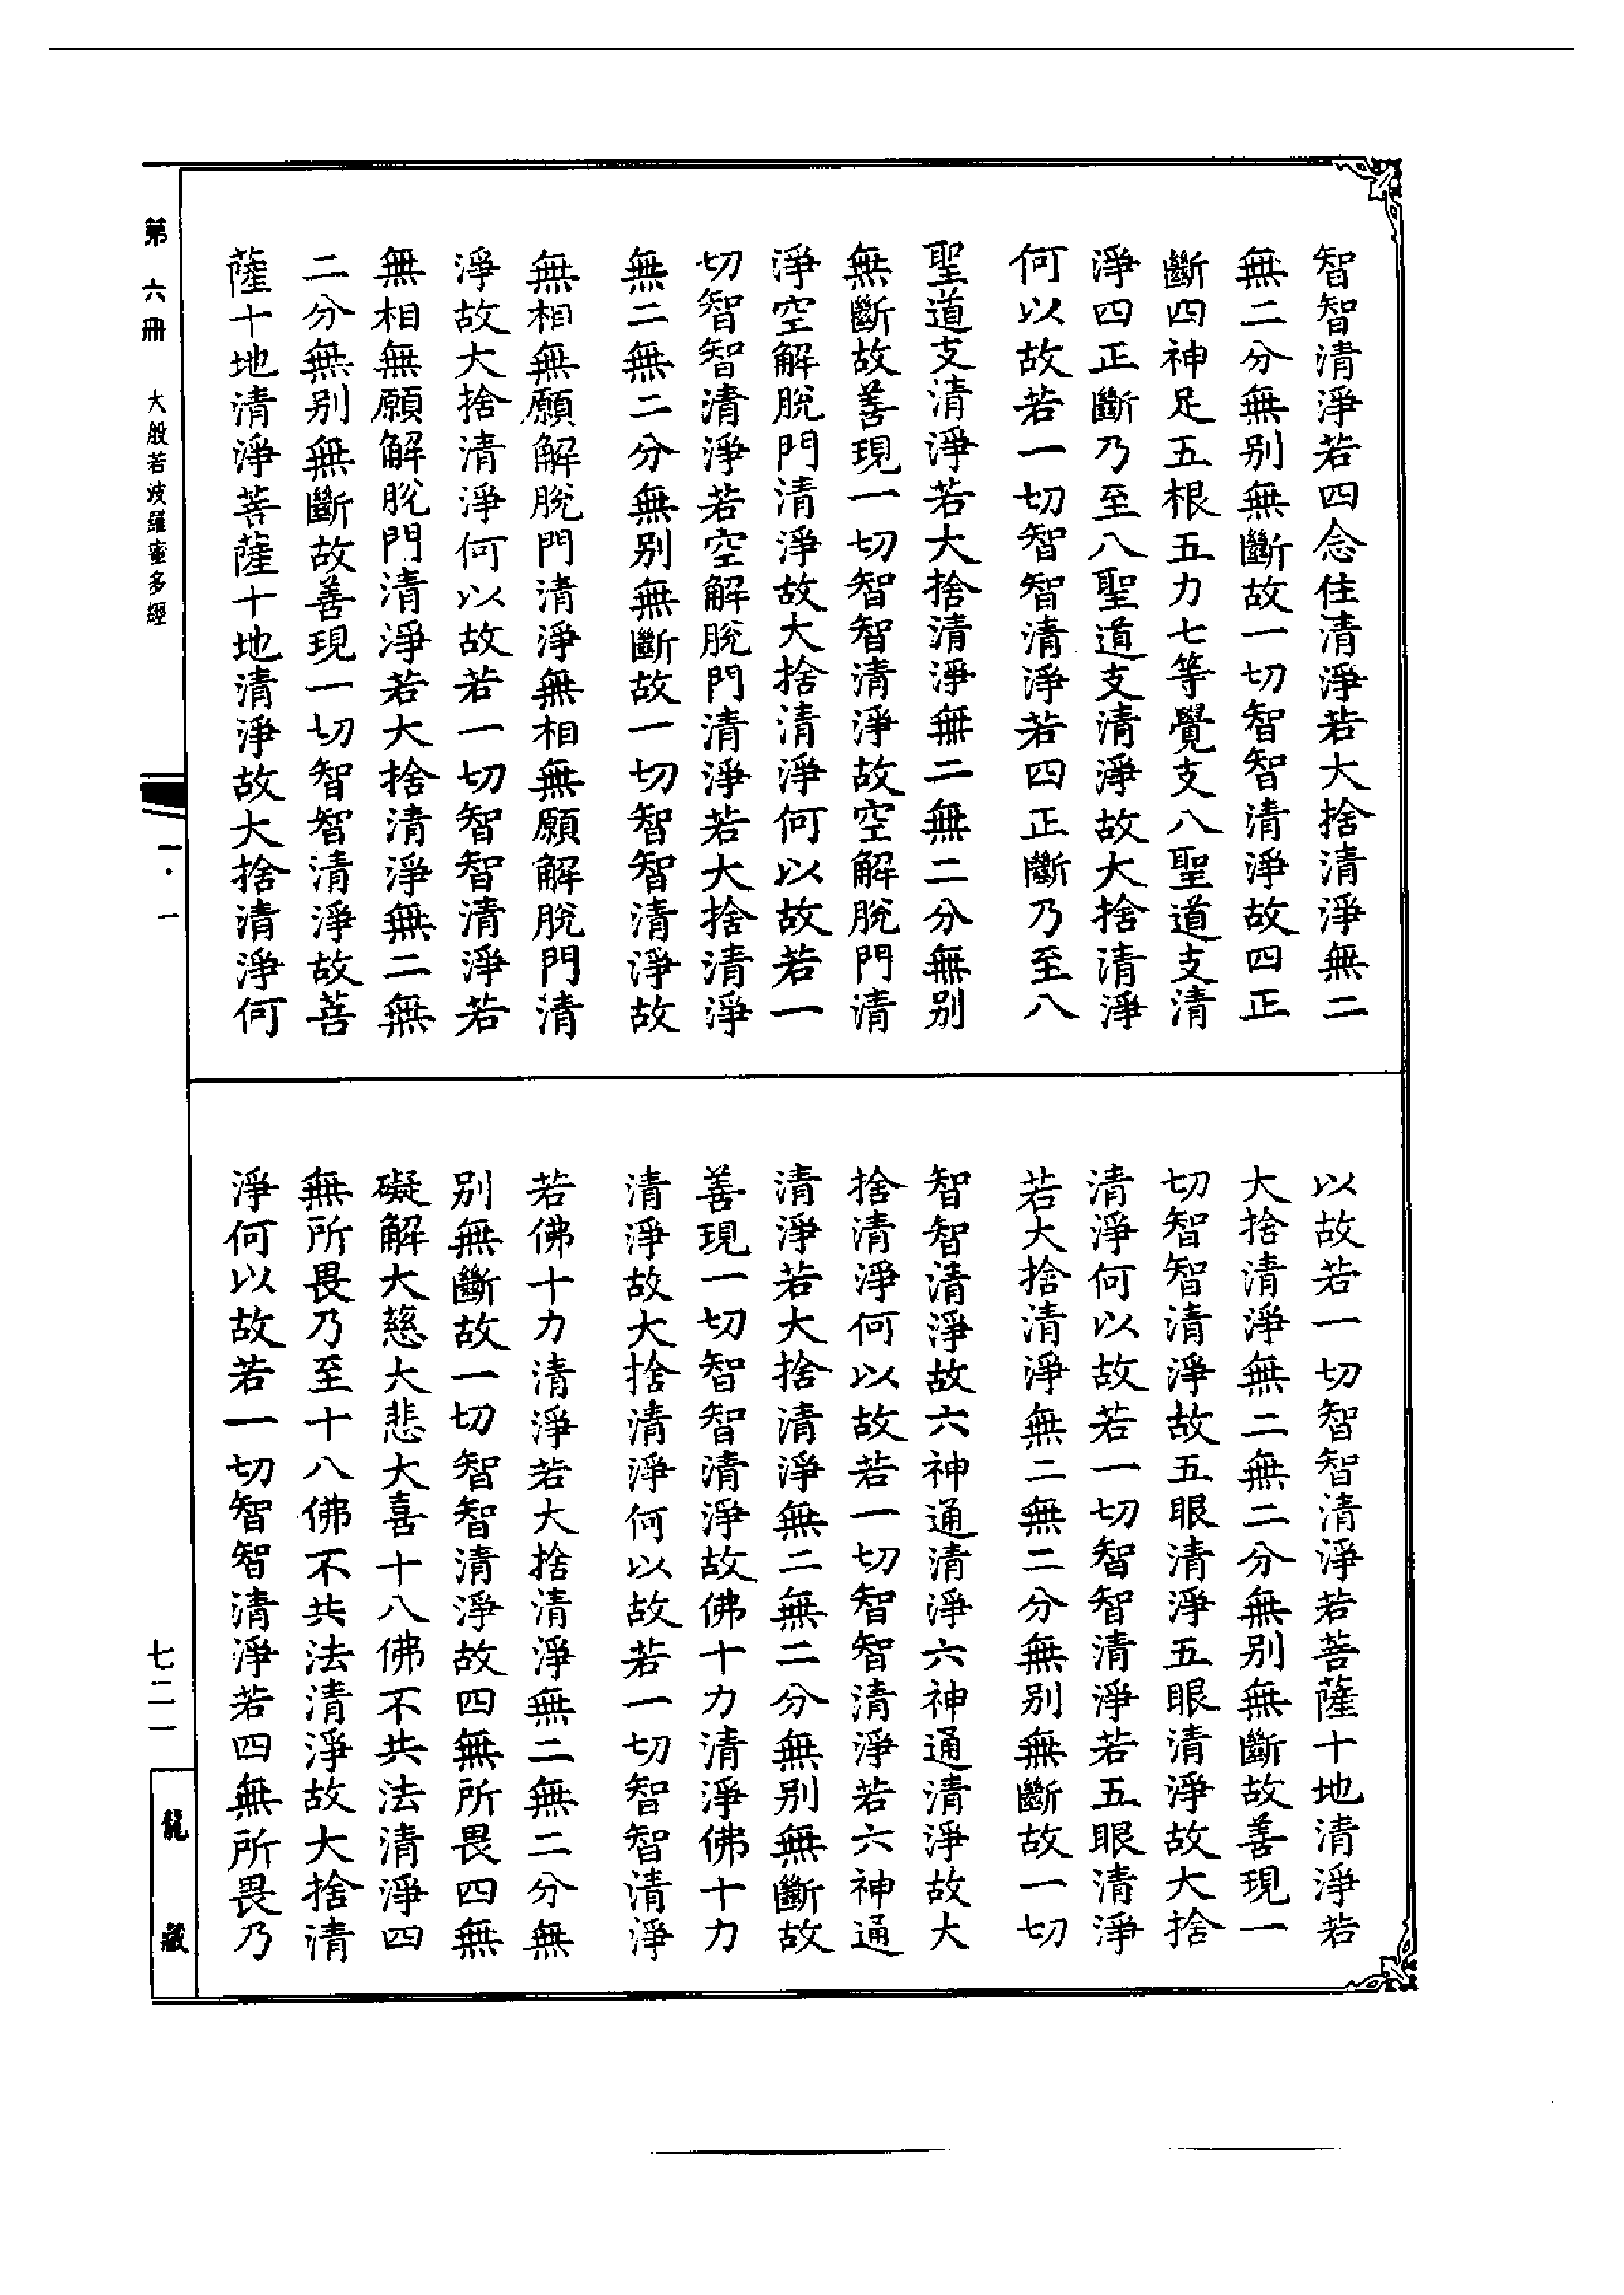 智智清淨若四念住清淨若大捨清淨無二
無二分無别無斷故一切智智清淨故四正
斷四神足五根五力七等覺支八聖道支清
淨四正斷乃至八聖道支清淨故大捨清淨
何以故若一切智智清淨若四正斷乃至八
聖道支清淨若大捨清淨無二無二分無别
無斷故善現一切智智清淨故空解脫門清
淨空解脫門清淨故大捨清淨何以故若一
切智智清淨若空解脫門清淨若大捨清淨
無二無二分無别無斷故一切智智清淨故
無相無願解脫門清淨無相無願解脫門清
淨故大捨清淨何以故若一切智智清淨若
無相無願解脫門清淨若大捨清淨無二無
二分無别無斷故善現一切智智清淨故菩
薩十地清淨菩薩十地清淨故大捨清淨何
以故若一切智智清淨若菩薩十地清淨若
大捨清淨無二無二分無别無斷故善現一
切智智清淨故五眼清淨五眼清淨故大捨
清淨何以故若一切智智清淨若五眼清淨
若大捨清淨無二無二分無别無斷故一切
智智清淨故六神通清淨六神通清淨故大
捨清淨何以故若一切智智清淨若六神通
清淨若大捨清淨無二無二分無别無斷故
善現一切智智清淨故佛十力清淨佛十力
清淨故大捨清淨何以故若一切智智清淨
若佛十力清淨若大捨清淨無二無二分無
别無斷故一切智智清淨故四無所畏四無
礙解大慈大悲大喜十八佛不共法清淨四
無所畏乃至十八佛不共法清淨故大捨清
淨何以故若一切智智清淨若四無所畏乃
第六冊 大般若波羅蜜多經
一·一
七二一
龍藏